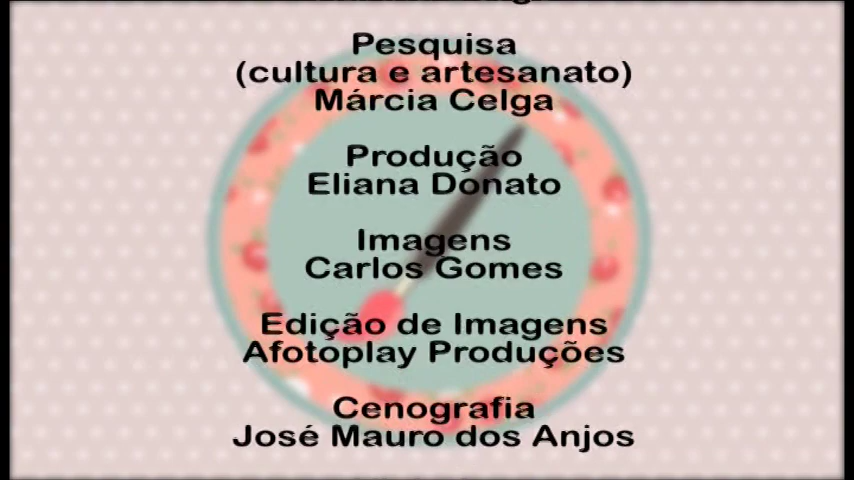 Pesquisa
(cultura e artesanato)
Márcia Celga
Produção
Eliana Donato
Imagens
Carlos Gomes
Edição de Imagens
Afotoplay Produções
Cenografia
José Mauro dos Anjos